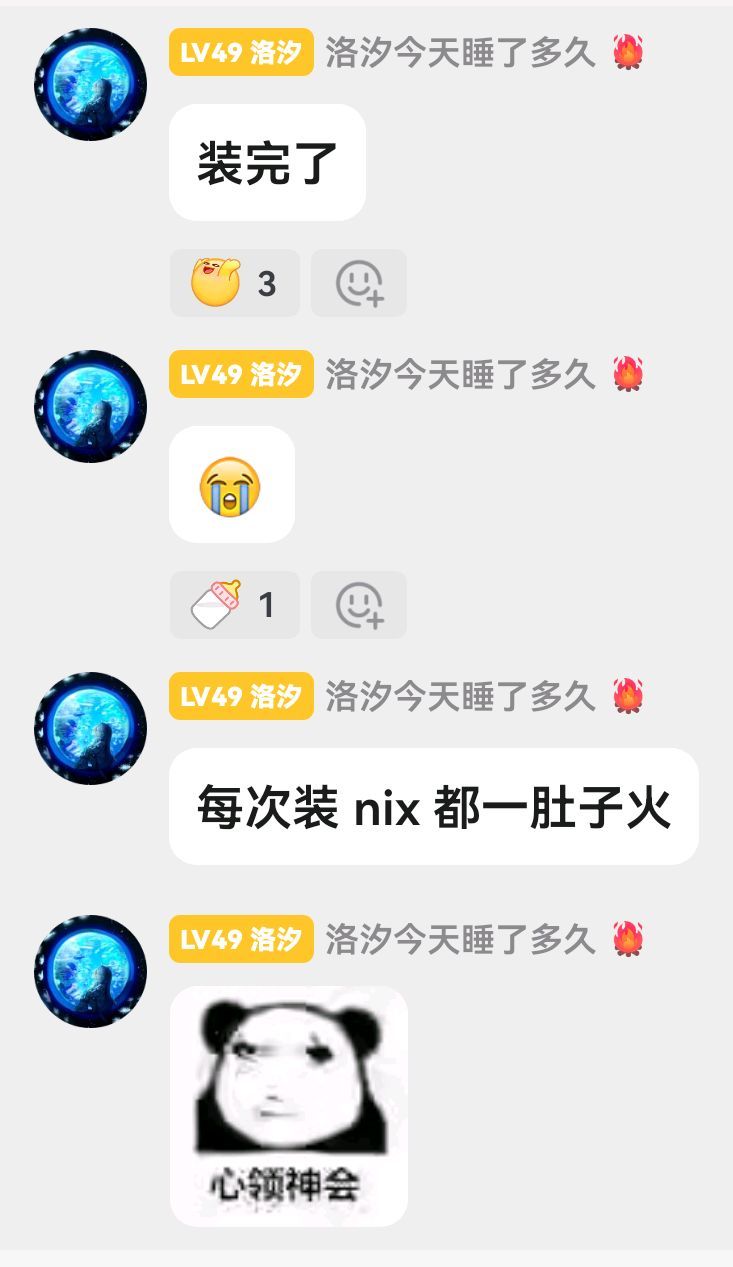 LV49 洛汐 洛汐今天睡了多久 🔥
装完了
3
LV49 洛汐 洛汐今天睡了多久 🔥
😭
1
LV49 洛汐 洛汐今天睡了多久 🔥
每次装 nix 都一肚子火
LV49 洛汐 洛汐今天睡了多久 🔥
心领神会